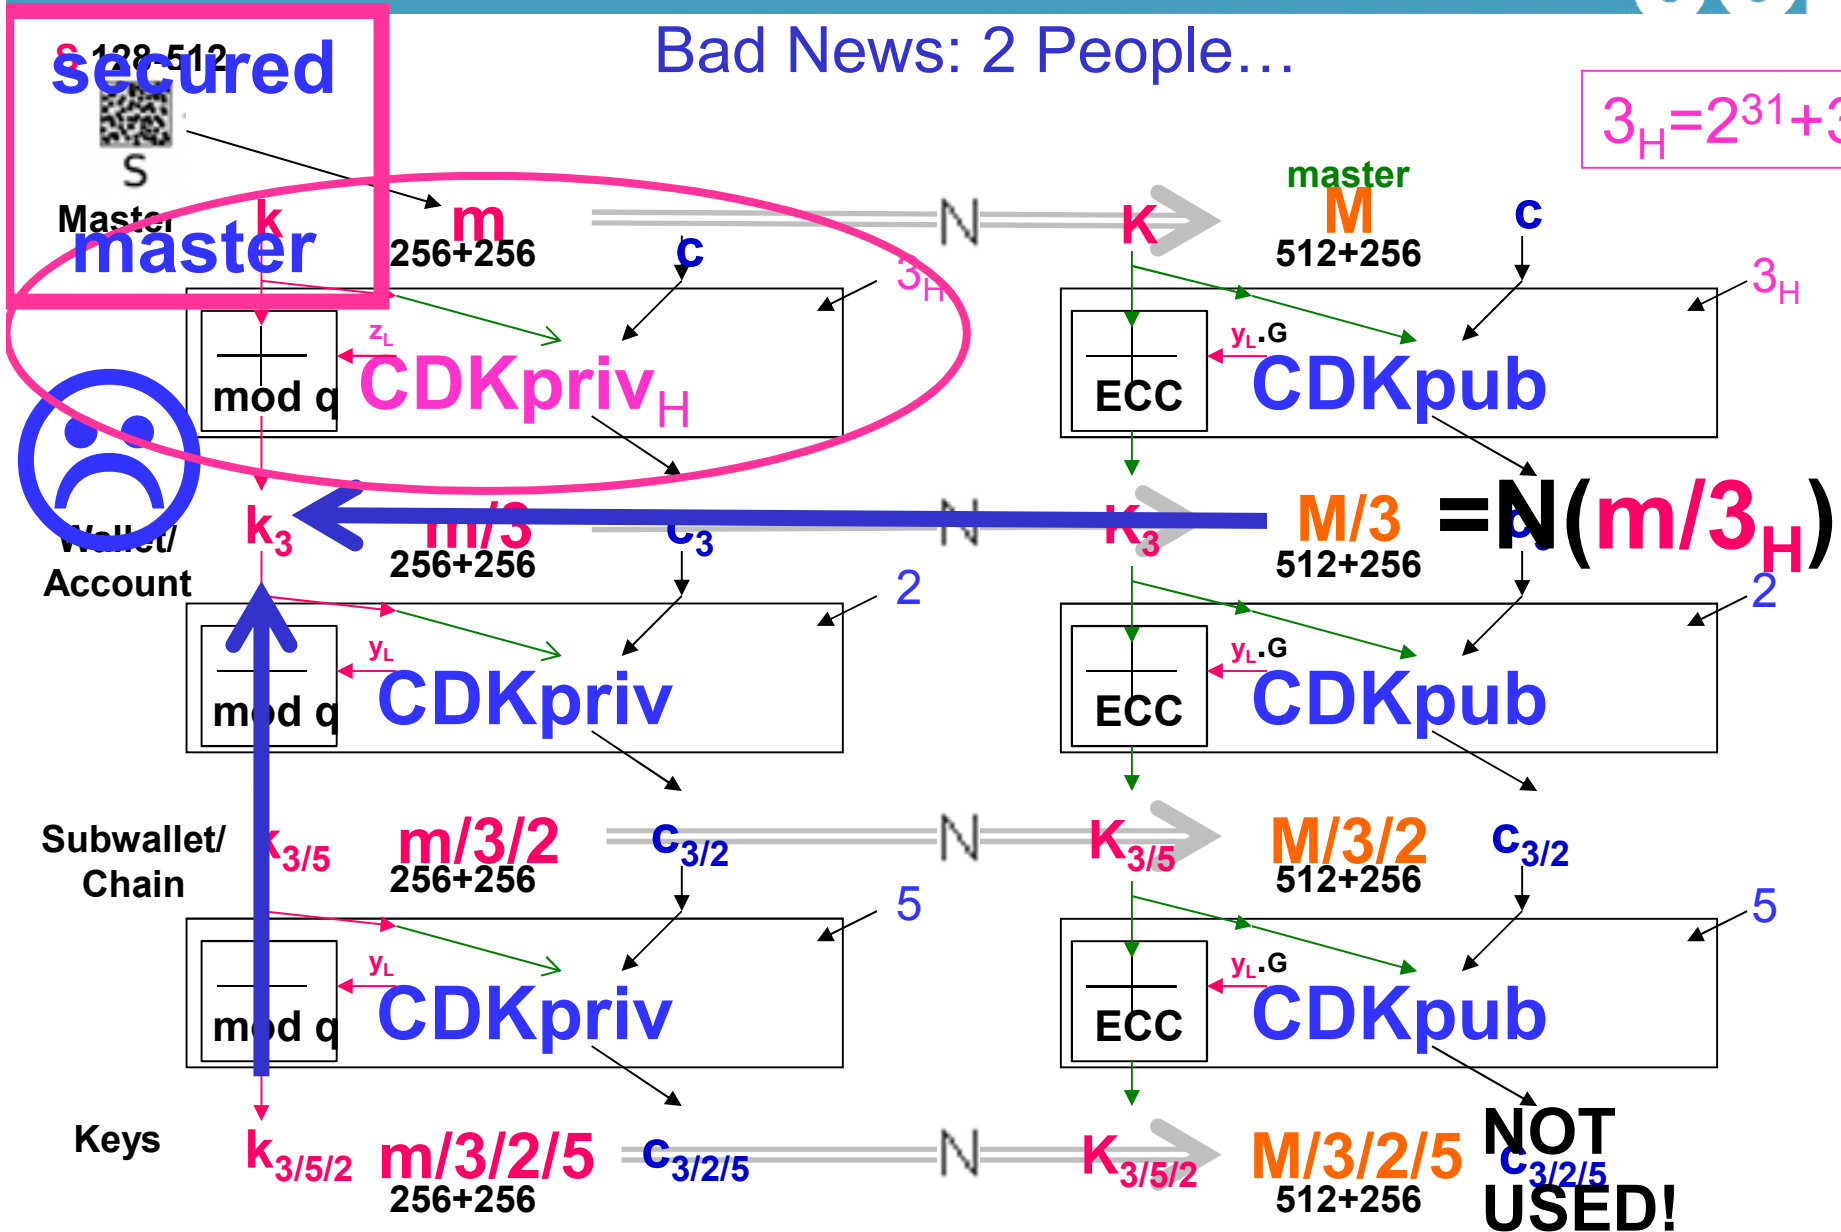 Bad News: 2 People…
S 128-512
secured
S
3H=2^31+3
Master k m K master M c
master
256+256 c 512+256
3H 3H
zL yL.G
mod q CDKprivH ECC CDKpub
Wallet/ k3 m/3 c3 N K3 M/3 =N(m/3H)
Account 256+256 512+256
2 2
yL yL.G
mod q CDKpriv ECC CDKpub
Subwallet/ k3/5 m/3/2 c3/2 N K3/5 M/3/2 c3/2
Chain 256+256 512+256
5 5
yL yL.G
mod q CDKpriv ECC CDKpub
Keys k3/5/2 m/3/2/5 c3/2/5 N K3/5/2 M/3/2/5 c3/2/5
256+256 512+256
NOT
USED!
N